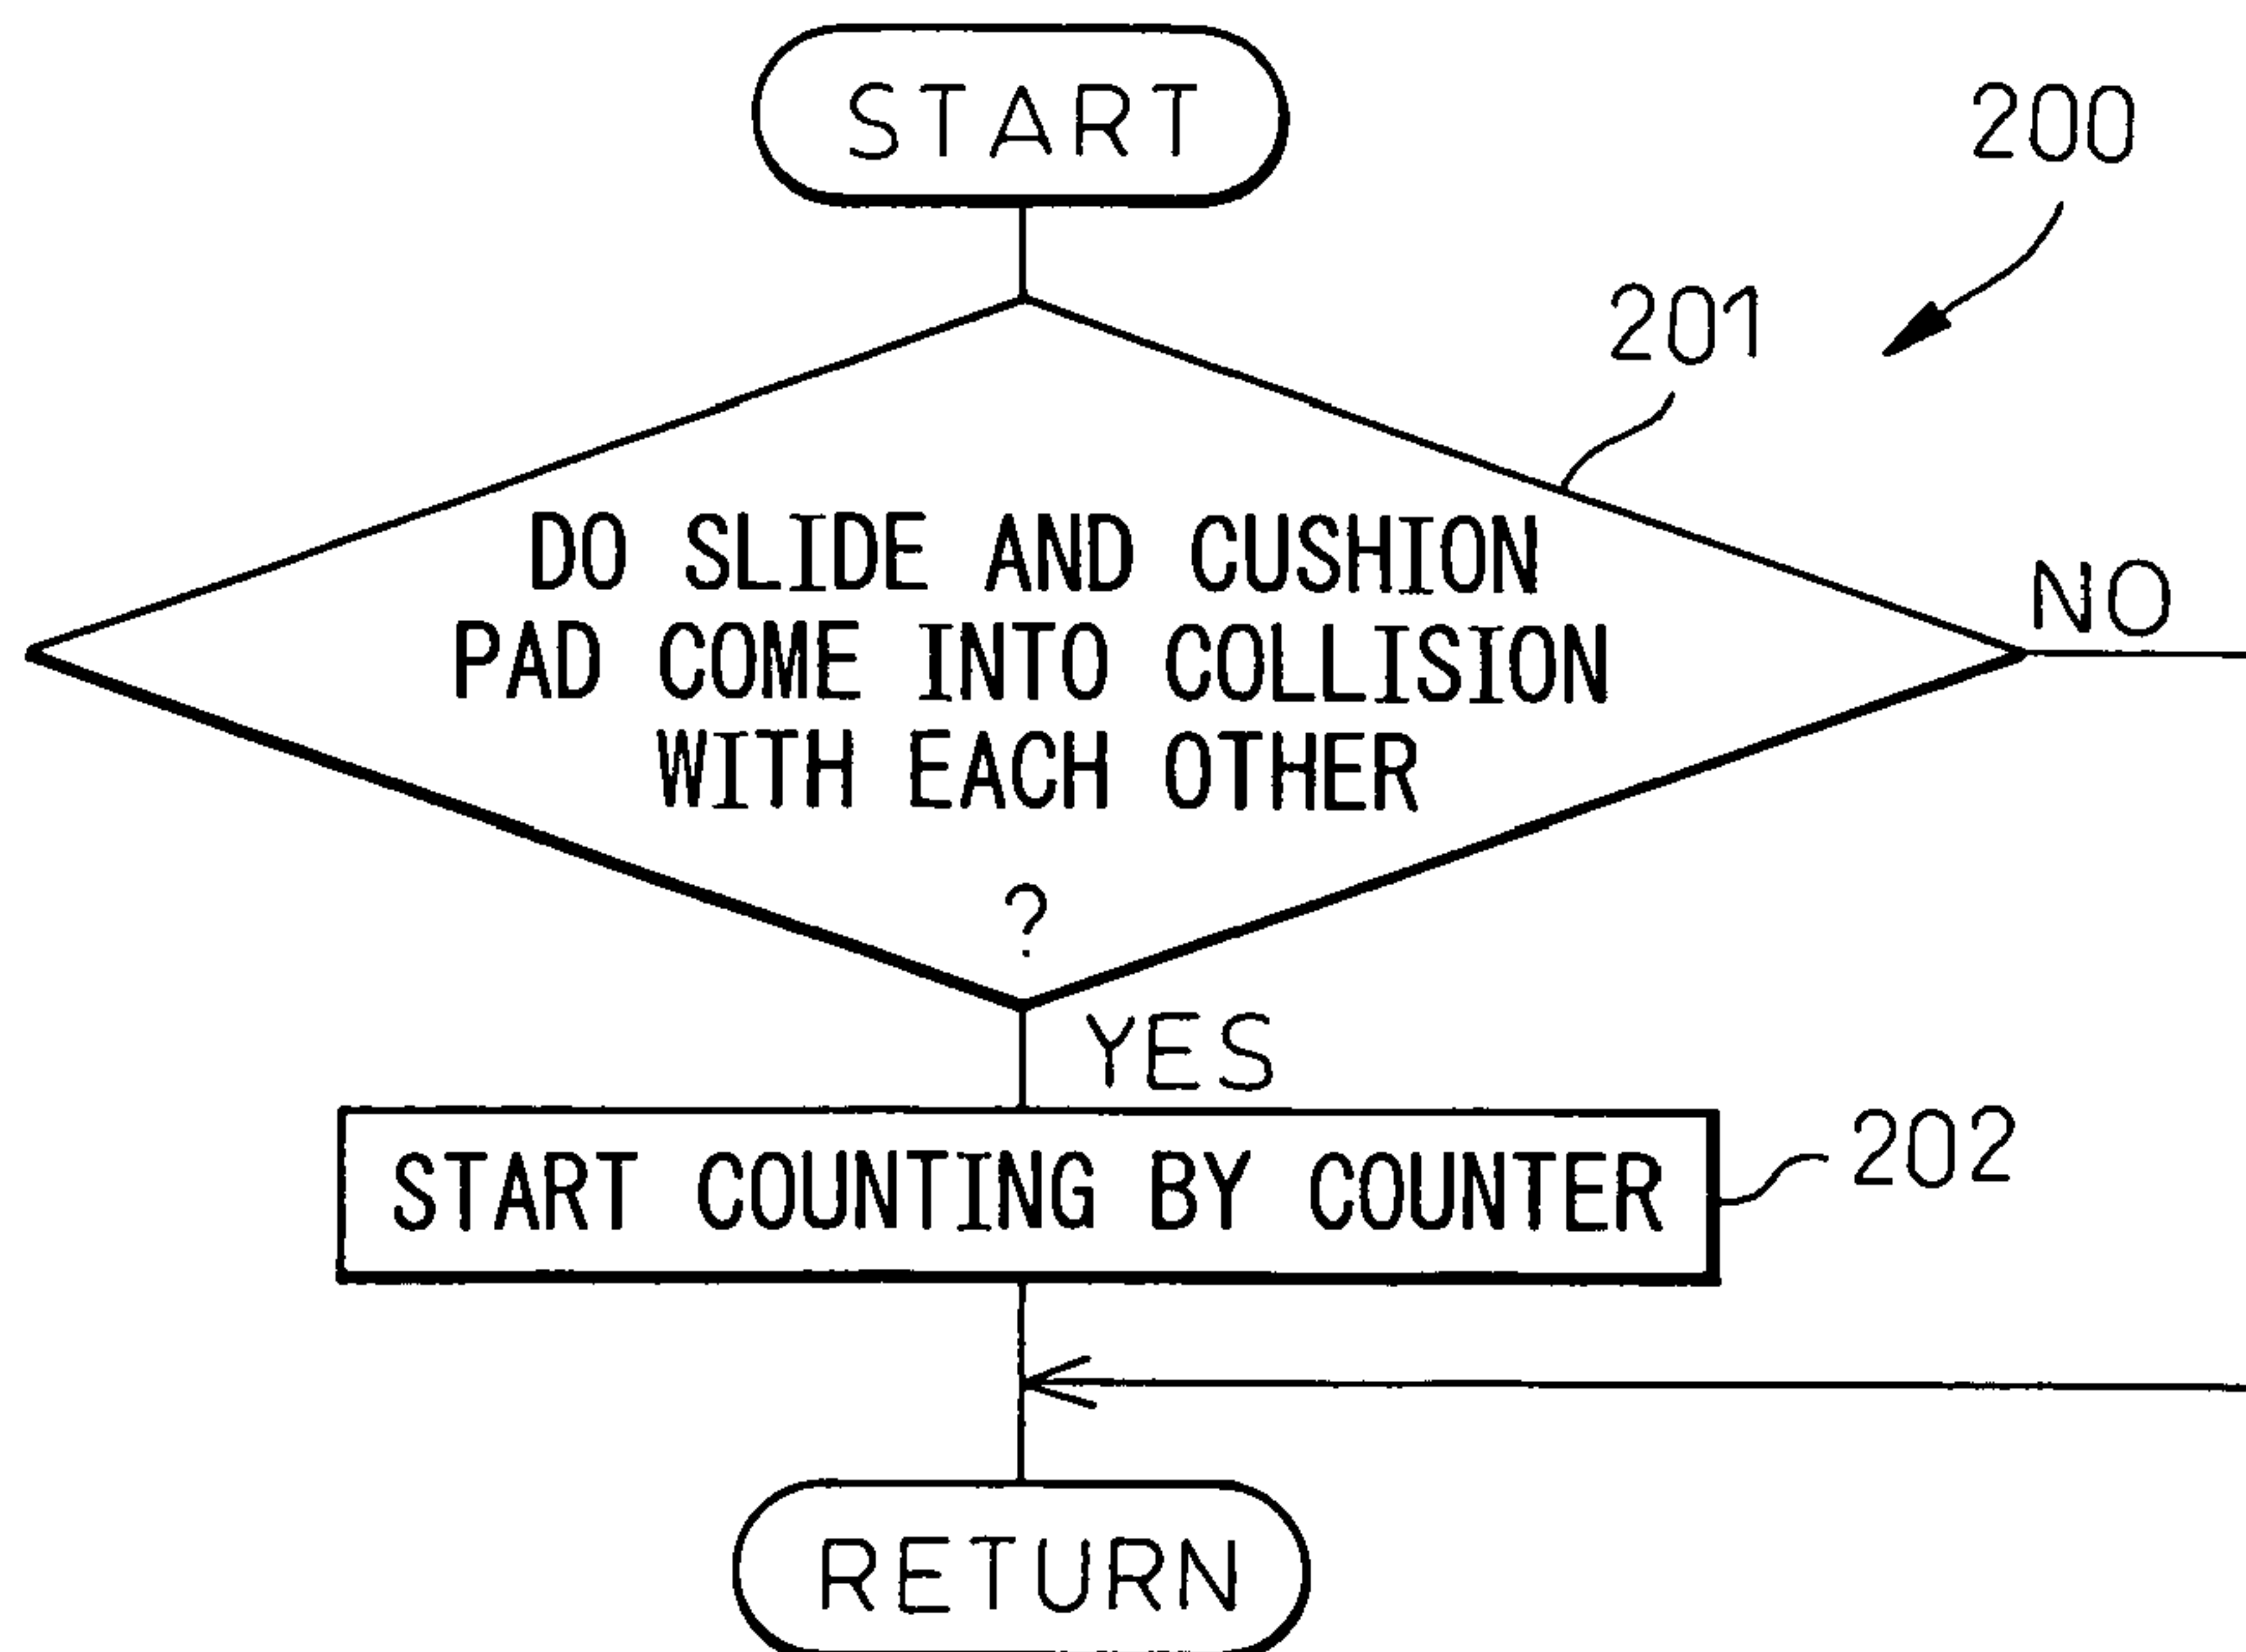 START
200
201
DO SLIDE AND CUSHION
PAD COME INTO COLLISION
WITH EACH OTHER
?
NO
YES
START COUNTING BY COUNTER
202
RETURN